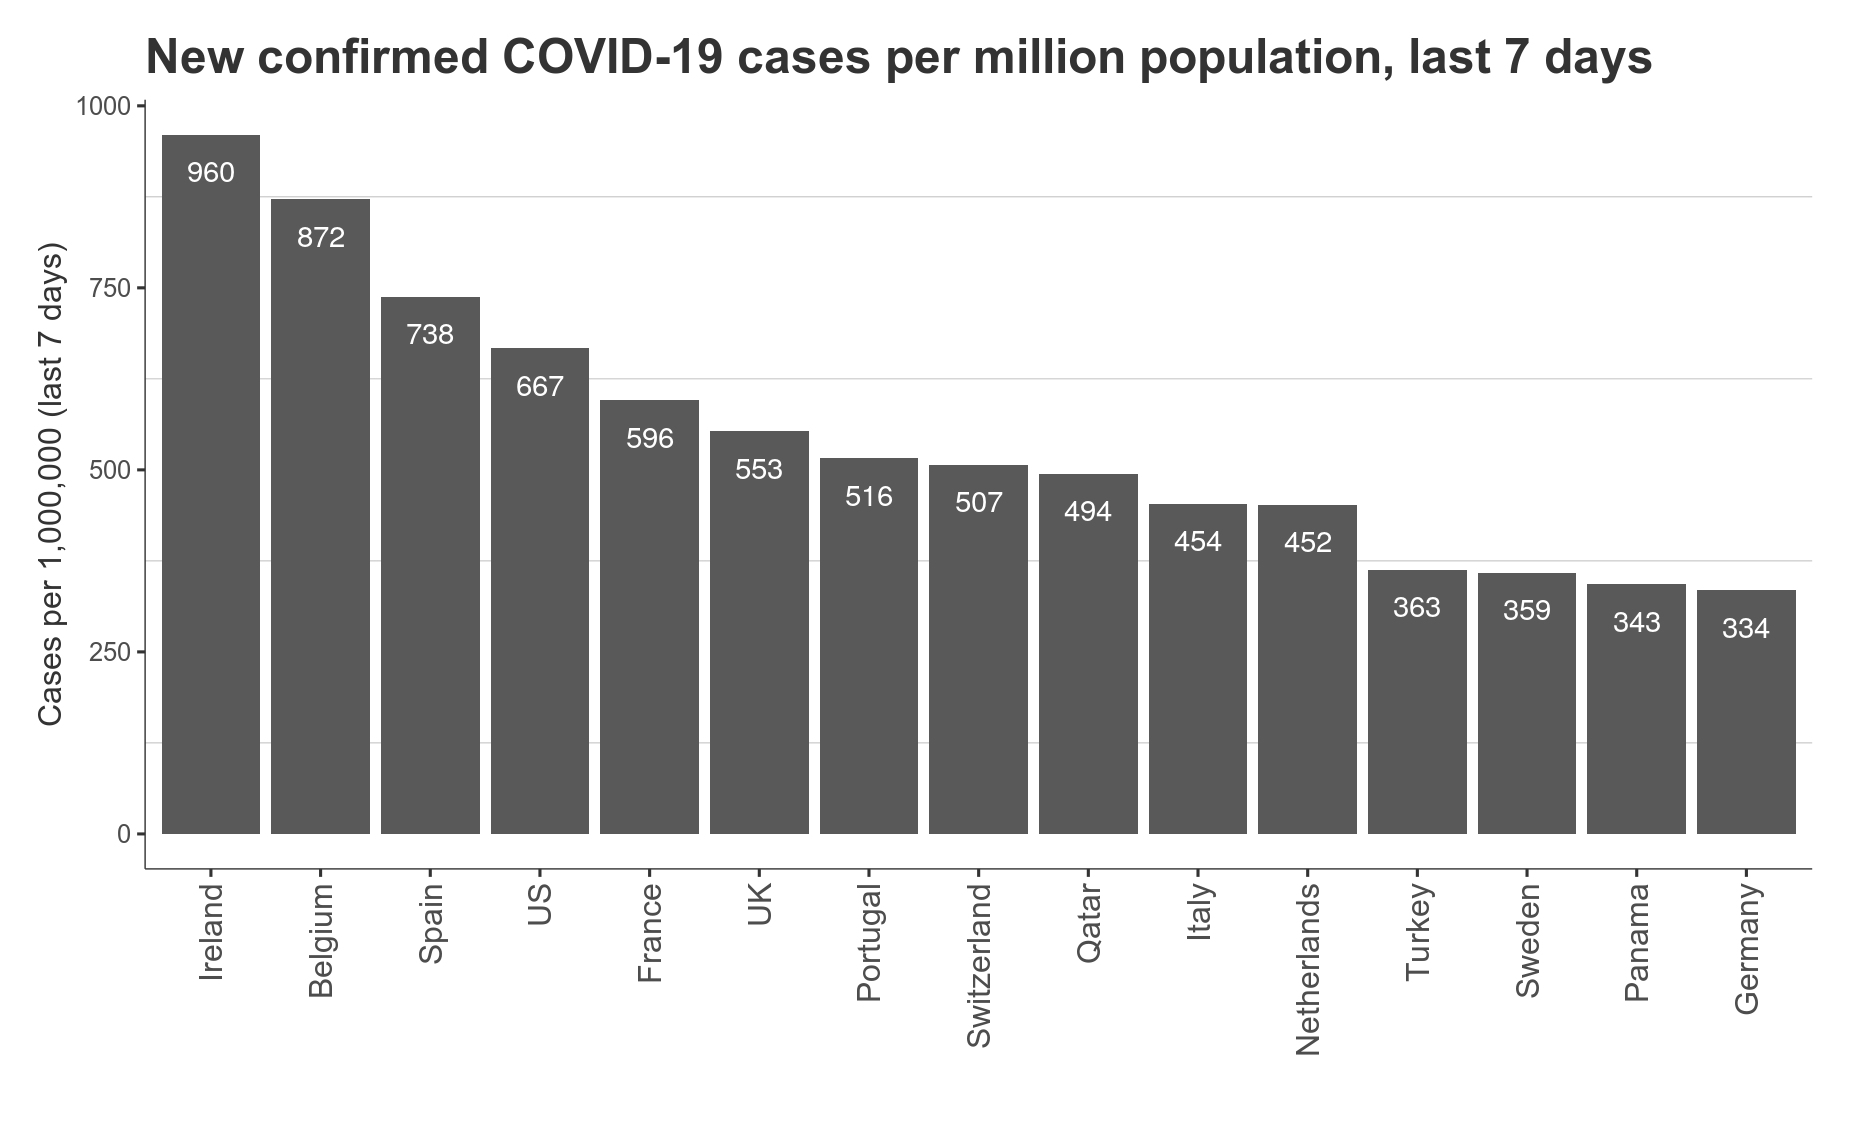 New confirmed COVID-19 cases per million population, last 7 days
Cases per 1,000,000 (last 7 days)
1000
750
500
250
0
960
872
738
667
596
553
516
507
494
454
452
363
359
343
334
Ireland
Belgium
Spain
US
France
UK
Portugal
Switzerland
Qatar
Italy
Netherlands
Turkey
Sweden
Panama
Germany